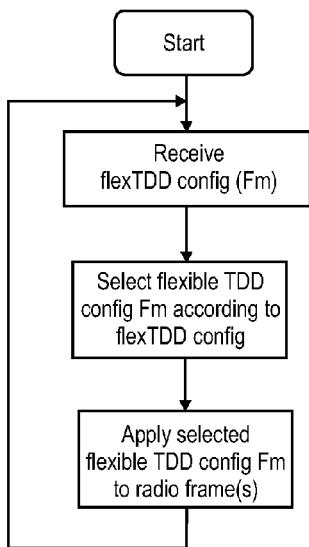 Start
Receive
flexTDD config (Fm)
Select flexible TDD
config Fm according to
flexTDD config
Apply selected
flexible TDD config Fm
to radio frame(s)